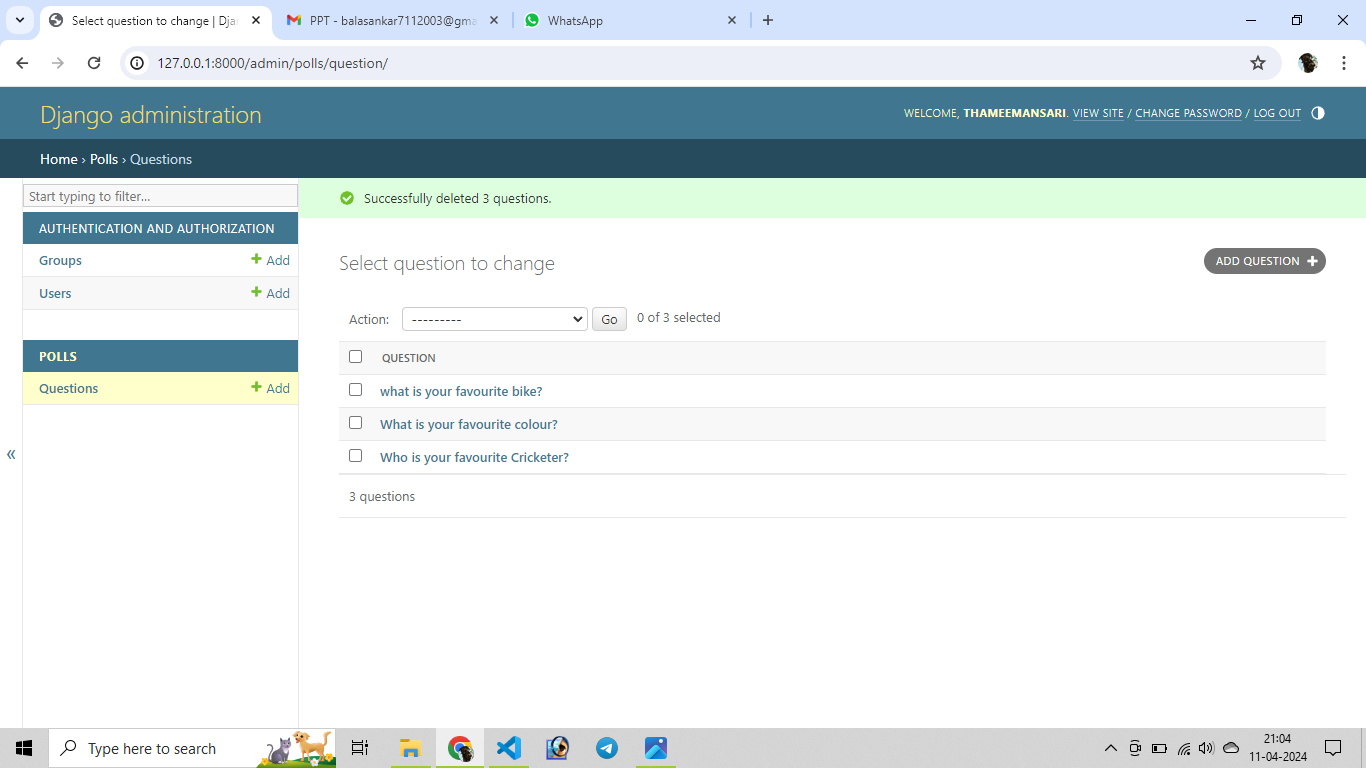 Select question to change | Dja
PPT - balasankar7112003@gma
WhatsApp
127.0.0.1:8000/admin/polls/question/
Django administration
WELCOME, THAMEEMANSARI. VIEW SITE / CHANGE PASSWORD / LOG OUT
Home › Polls › Questions
Start typing to filter...
Successfully deleted 3 questions.
AUTHENTICATION AND AUTHORIZATION
Groups + Add
Users + Add
POLLS
Questions + Add
«
Select question to change
ADD QUESTION +
Action: --------- Go 0 of 3 selected
QUESTION
what is your favourite bike?
What is your favourite colour?
Who is your favourite Cricketer?
3 questions
Type here to search
21:04
11-04-2024